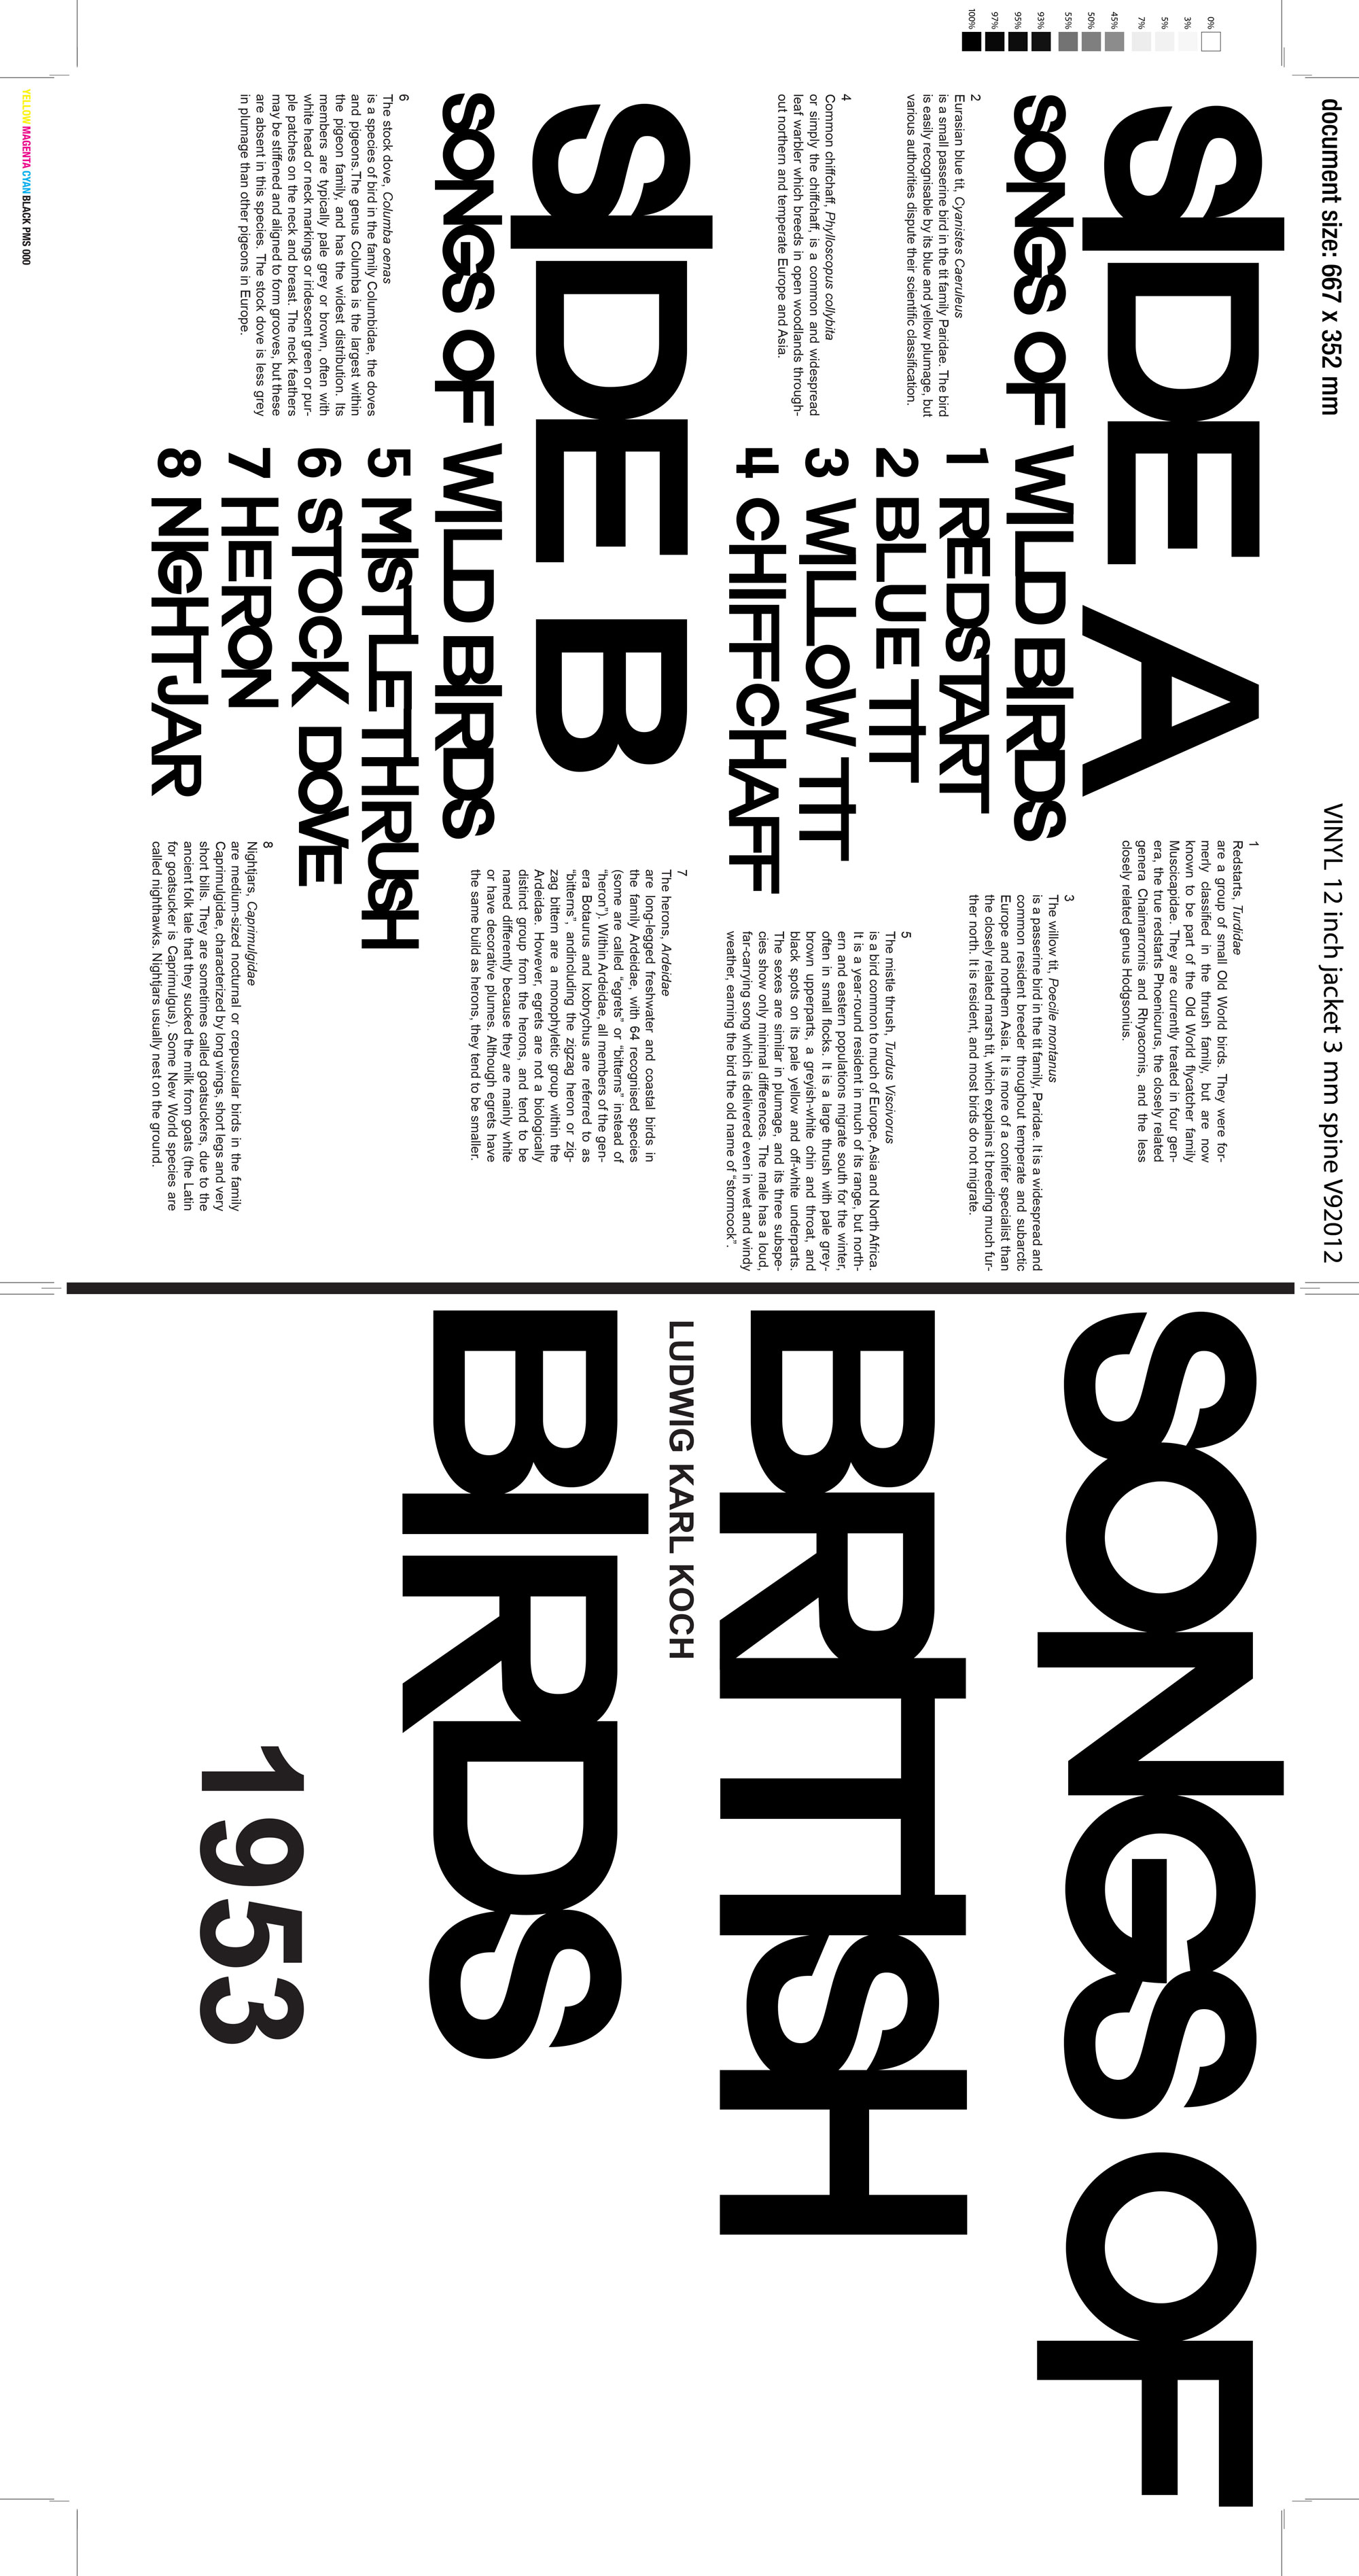 document size: 667 x 352 mm
VINYL 12 inch jacket 3 mm spine V92012
0%
3%
5%
7%
45%
50%
55%
93%
95%
97%
100%
SIDE A
SONGS OF WILD BIRDS
1 REDSTART
2 BLUE TIT
3 WILLOW TIT
4 CHIFFCHAFF
1
Redstarts, Turdidae
are a group of small Old World birds. They were for-
merly classified in the thrush family, but are now
known to be part of the Old World flycatcher family
Muscicapidae. They are currently treated in four gen-
era, the true redstarts Phoenicurus, the closely related
genera Chaimarrornis and Rhyacornis, and the less
closely related genus Hodgsonius.
2
Eurasian blue tit, Cyanistes Caeruleus
is a small passerine bird in the tit family Paridae. The bird
is easily recognisable by its blue and yellow plumage, but
various authorities dispute their scientific classification.
3
The willow tit, Poecile montanus
is a passerine bird in the tit family, Paridae. It is a widespread and
common resident breeder throughout temperate and subarctic
Europe and northern Asia. It is more of a conifer specialist than
the closely related marsh tit, which explains it breeding much fur-
ther north. It is resident, and most birds do not migrate.
4
Common chiffchaff, Phylloscopus collybita
or simply the chiffchaff, is a common and widespread
leaf warbler which breeds in open woodlands through-
out northern and temperate Europe and Asia.
5
The mistle thrush, Turdus Viscivorus
is a bird common to much of Europe, Asia and North Africa.
It is a year-round resident in much of its range, but north-
ern and eastern populations migrate south for the winter,
often in small flocks. It is a large thrush with pale grey-
brown upperparts, a greyish-white chin and throat, and
black spots on its pale yellow and off-white underparts.
The sexes are similar in plumage, and its three subspe-
cies show only minimal differences. The male has a loud,
far-carrying song which is delivered even in wet and windy
weather, earning the bird the old name of “stormcock”.
SIDE B
SONGS OF WILD BIRDS
5 MISTLETHRUSH
6 STOCK DOVE
7 HERON
8 NIGHTJAR
6
The stock dove, Columba oenas
is a species of bird in the family Columbidae, the doves
and pigeons.The genus Columba is the largest within
the pigeon family, and has the widest distribution. Its
members are typically pale grey or brown, often with
white head or neck markings or iridescent green or pur-
ple patches on the neck and breast. The neck feathers
may be stiffened and aligned to form grooves, but these
are absent in this species. The stock dove is less grey
in plumage than other pigeons in Europe.
7
The herons, Ardeidae
are long-legged freshwater and coastal birds in
the family Ardeidae, with 64 recognised species
(some are called “egrets” or “bitterns” instead of
“heron”). Within Ardeidae, all members of the gen-
era Botaurus and Ixobrychus are referred to as
“bitterns”, andincluding the zigzag heron or zig-
zag bittern are a monophyletic group within the
Ardeidae. However, egrets are not a biologically
distinct group from the herons, and tend to be
named differently because they are mainly white
or have decorative plumes. Although egrets have
the same build as herons, they tend to be smaller.
8
Nightjars, Caprimulgidae
are medium-sized nocturnal or crepuscular birds in the family
Caprimulgidae, characterized by long wings, short legs and very
short bills. They are sometimes called goatsuckers, due to the
ancient folk tale that they sucked the milk from goats (the Latin
for goatsucker is Caprimulgus). Some New World species are
called nighthawks. Nightjars usually nest on the ground.
SONGS OF
BRITISH
LUDWIG KARL KOCH
BIRDS
1953
YELLOW MAGENTA CYAN BLACK PMS 000